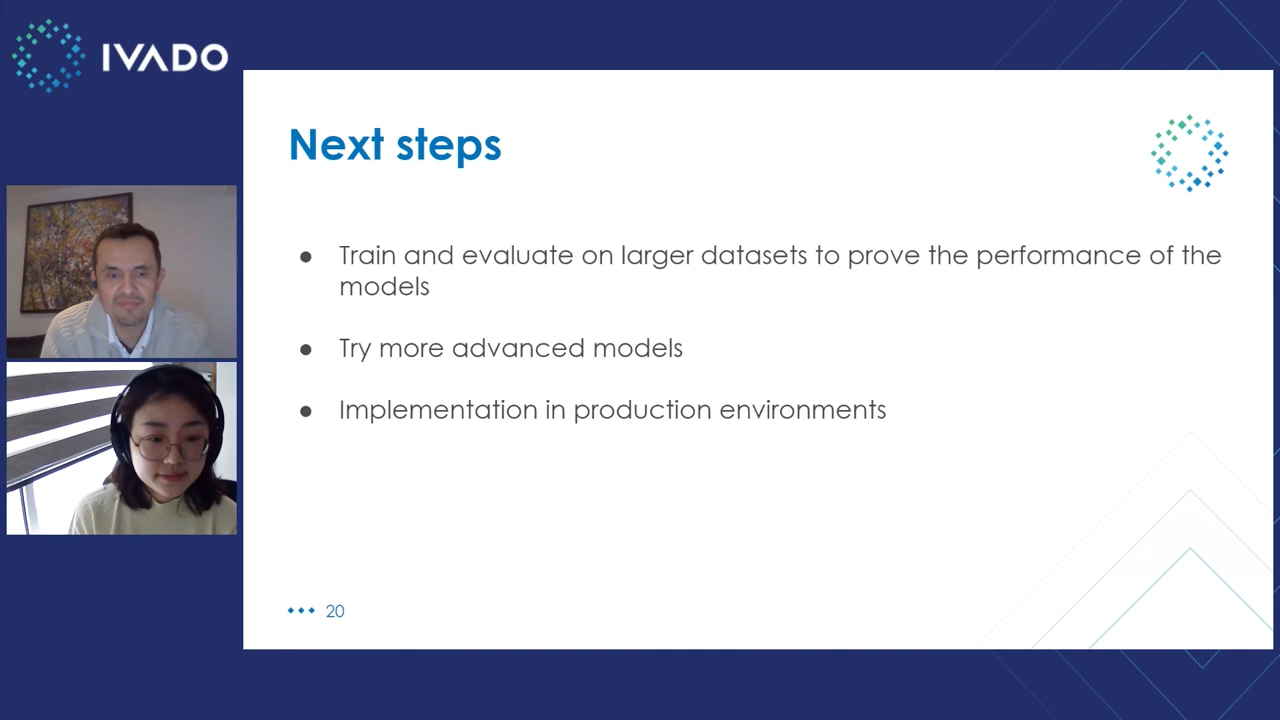 IVADO
Next steps
● Train and evaluate on larger datasets to prove the performance of the
models
● Try more advanced models
● Implementation in production environments
20